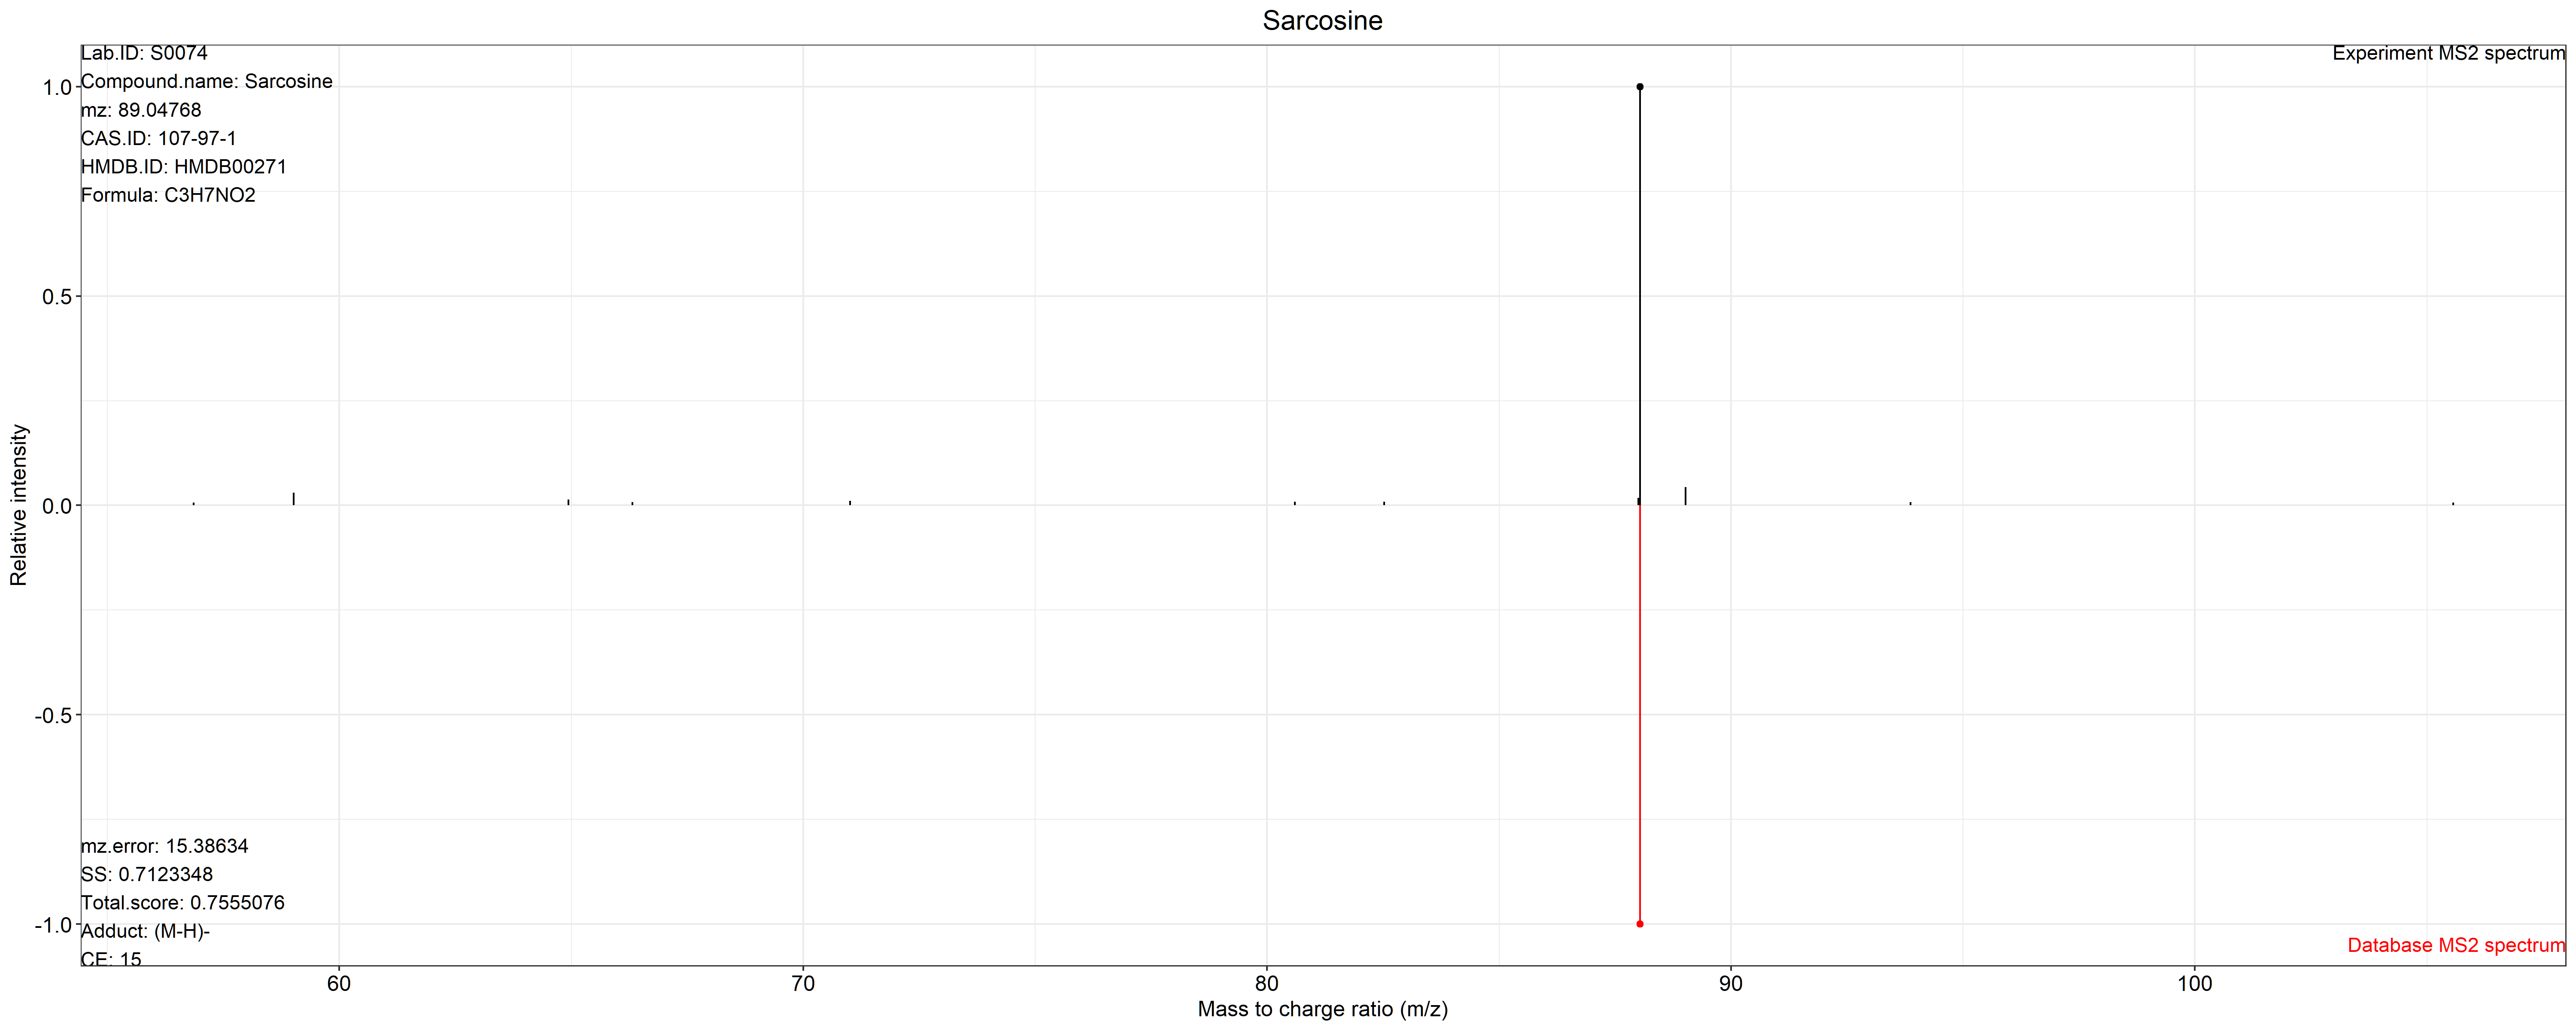 Sarcosine
Lab.ID: S0074
Experiment MS2 spectrum
Compound.name: Sarcosine
mz: 89.04768
CAS.ID: 107-97-1
HMDB.ID: HMDB00271
Formula: C3H7NO2
1.0
0.5
0.0
-0.5
-1.0
Relative intensity
mz.error: 15.38634
SS: 0.7123348
Total.score: 0.7555076
Adduct: (M-H)-
CE: 15
Database MS2 spectrum
60 70 80 90 100
Mass to charge ratio (m/z)